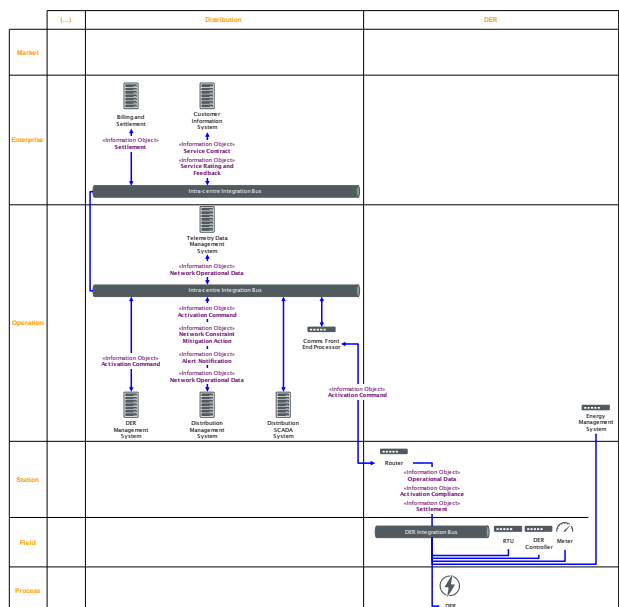 (...)
Distribution
DER
Market
Enterprise
Billing and
Settlement
Customer
Information
System
«Information Object»
Settlement
«Information Object»
Service Contract
«Information Object»
Service Rating and
Feedback
Intra-centre Integration Bus
Operation
Telemetry Data
Management
System
«Information Object»
Network Operational Data
Intra-centre Integration Bus
«Information Object»
Activation Command
«Information Object»
Network Constraint
Mitigation Action
«Information Object»
Alert Notification
«Information Object»
Network Operational Data
Comms Front
End Processor
«Information Object»
Activation Command
«Information Object»
Activation Command
DER
Management
System
Distribution
Management
System
Distribution
SCADA
System
Energy
Management
System
Station
Router
«Information Object»
Operational Data
«Information Object»
Activation Compliance
«Information Object»
Settlement
Field
DER Integration Bus
RTU
DER
Controller
Meter
Process
DER